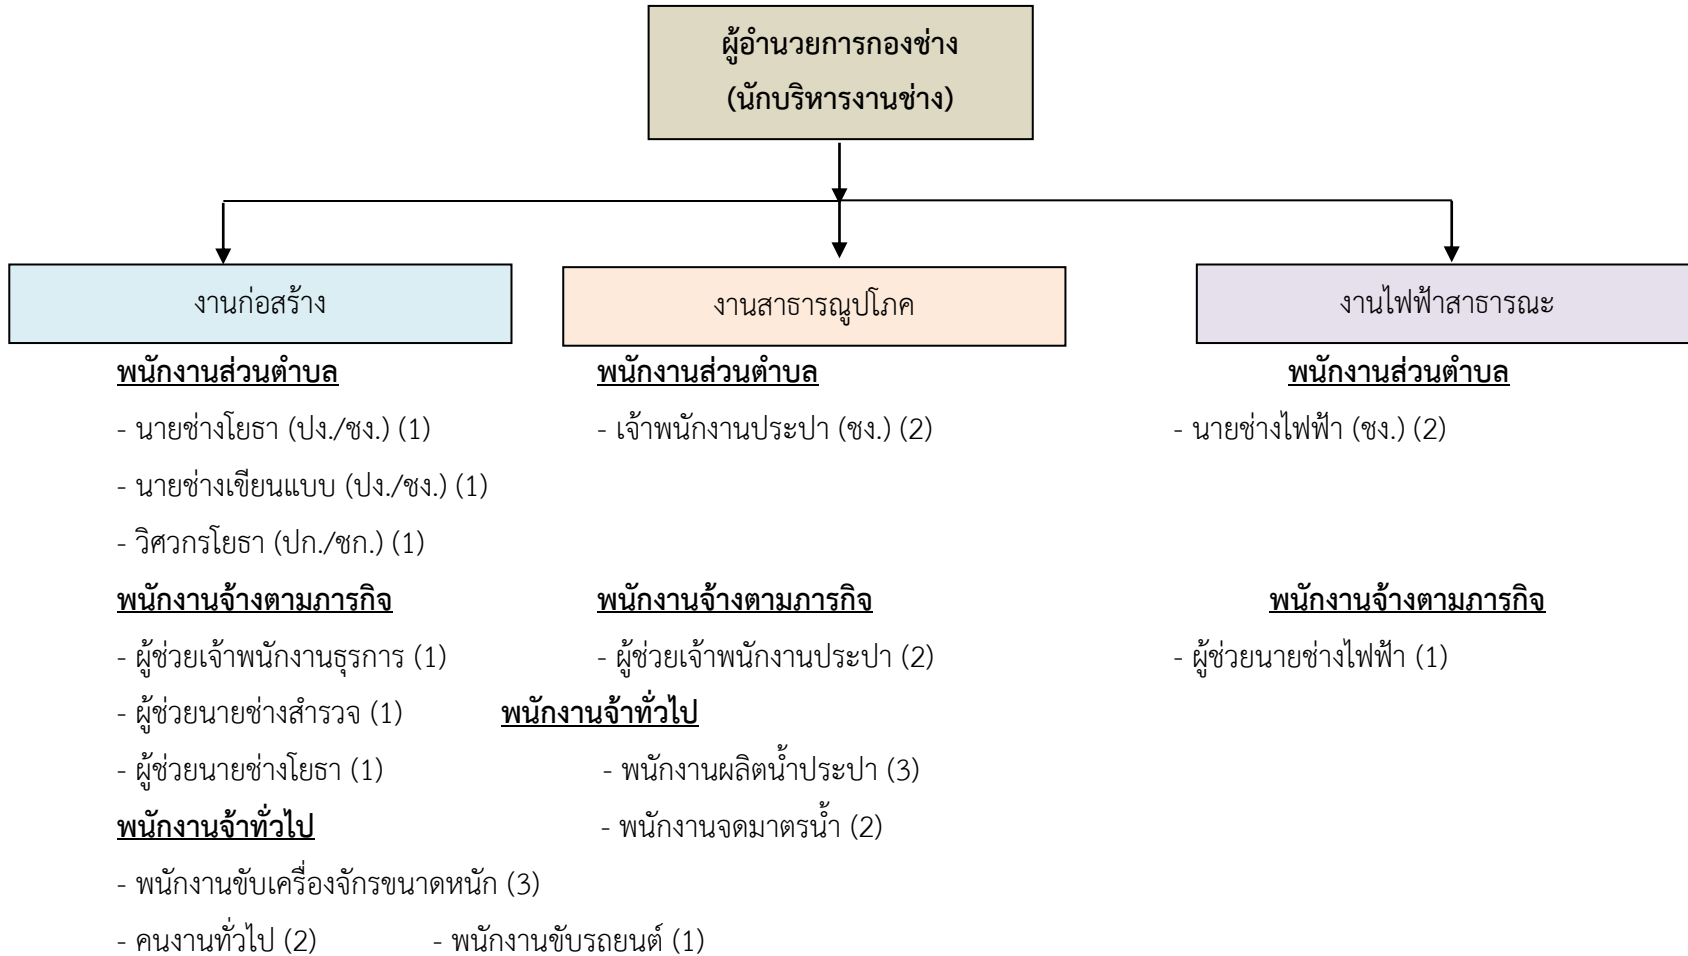 ผู้อำนวยการกองช่าง
(นักบริหารงานช่าง)
งานก่อสร้าง
งานสาธารณูปโภค
งานไฟฟ้าสาธารณะ
พนักงานส่วนตำบล
พนักงานส่วนตำบล
พนักงานส่วนตำบล
- นายช่างโยธา (ปง./ชง.) (1)
- เจ้าพนักงานประปา (ชง.) (2)
- นายช่างไฟฟ้า (ชง.) (2)
- นายช่างเขียนแบบ (ปง./ชง.) (1)
- วิศวกรโยธา (ปก./ชก.) (1)
พนักงานจ้างตามภารกิจ
พนักงานจ้างตามภารกิจ
พนักงานจ้างตามภารกิจ
- ผู้ช่วยเจ้าพนักงานธุรการ (1)
- ผู้ช่วยเจ้าพนักงานประปา (2)
- ผู้ช่วยนายช่างไฟฟ้า (1)
- ผู้ช่วยนายช่างสำรวจ (1)
พนักงานจ้าทั่วไป
- ผู้ช่วยนายช่างโยธา (1)
- พนักงานผลิตน้ำประปา (3)
พนักงานจ้าทั่วไป
- พนักงานจดมาตรน้ำ (2)
- พนักงานขับเครื่องจักรขนาดหนัก (3)
- คนงานทั่วไป (2)
- พนักงานขับรถยนต์ (1)